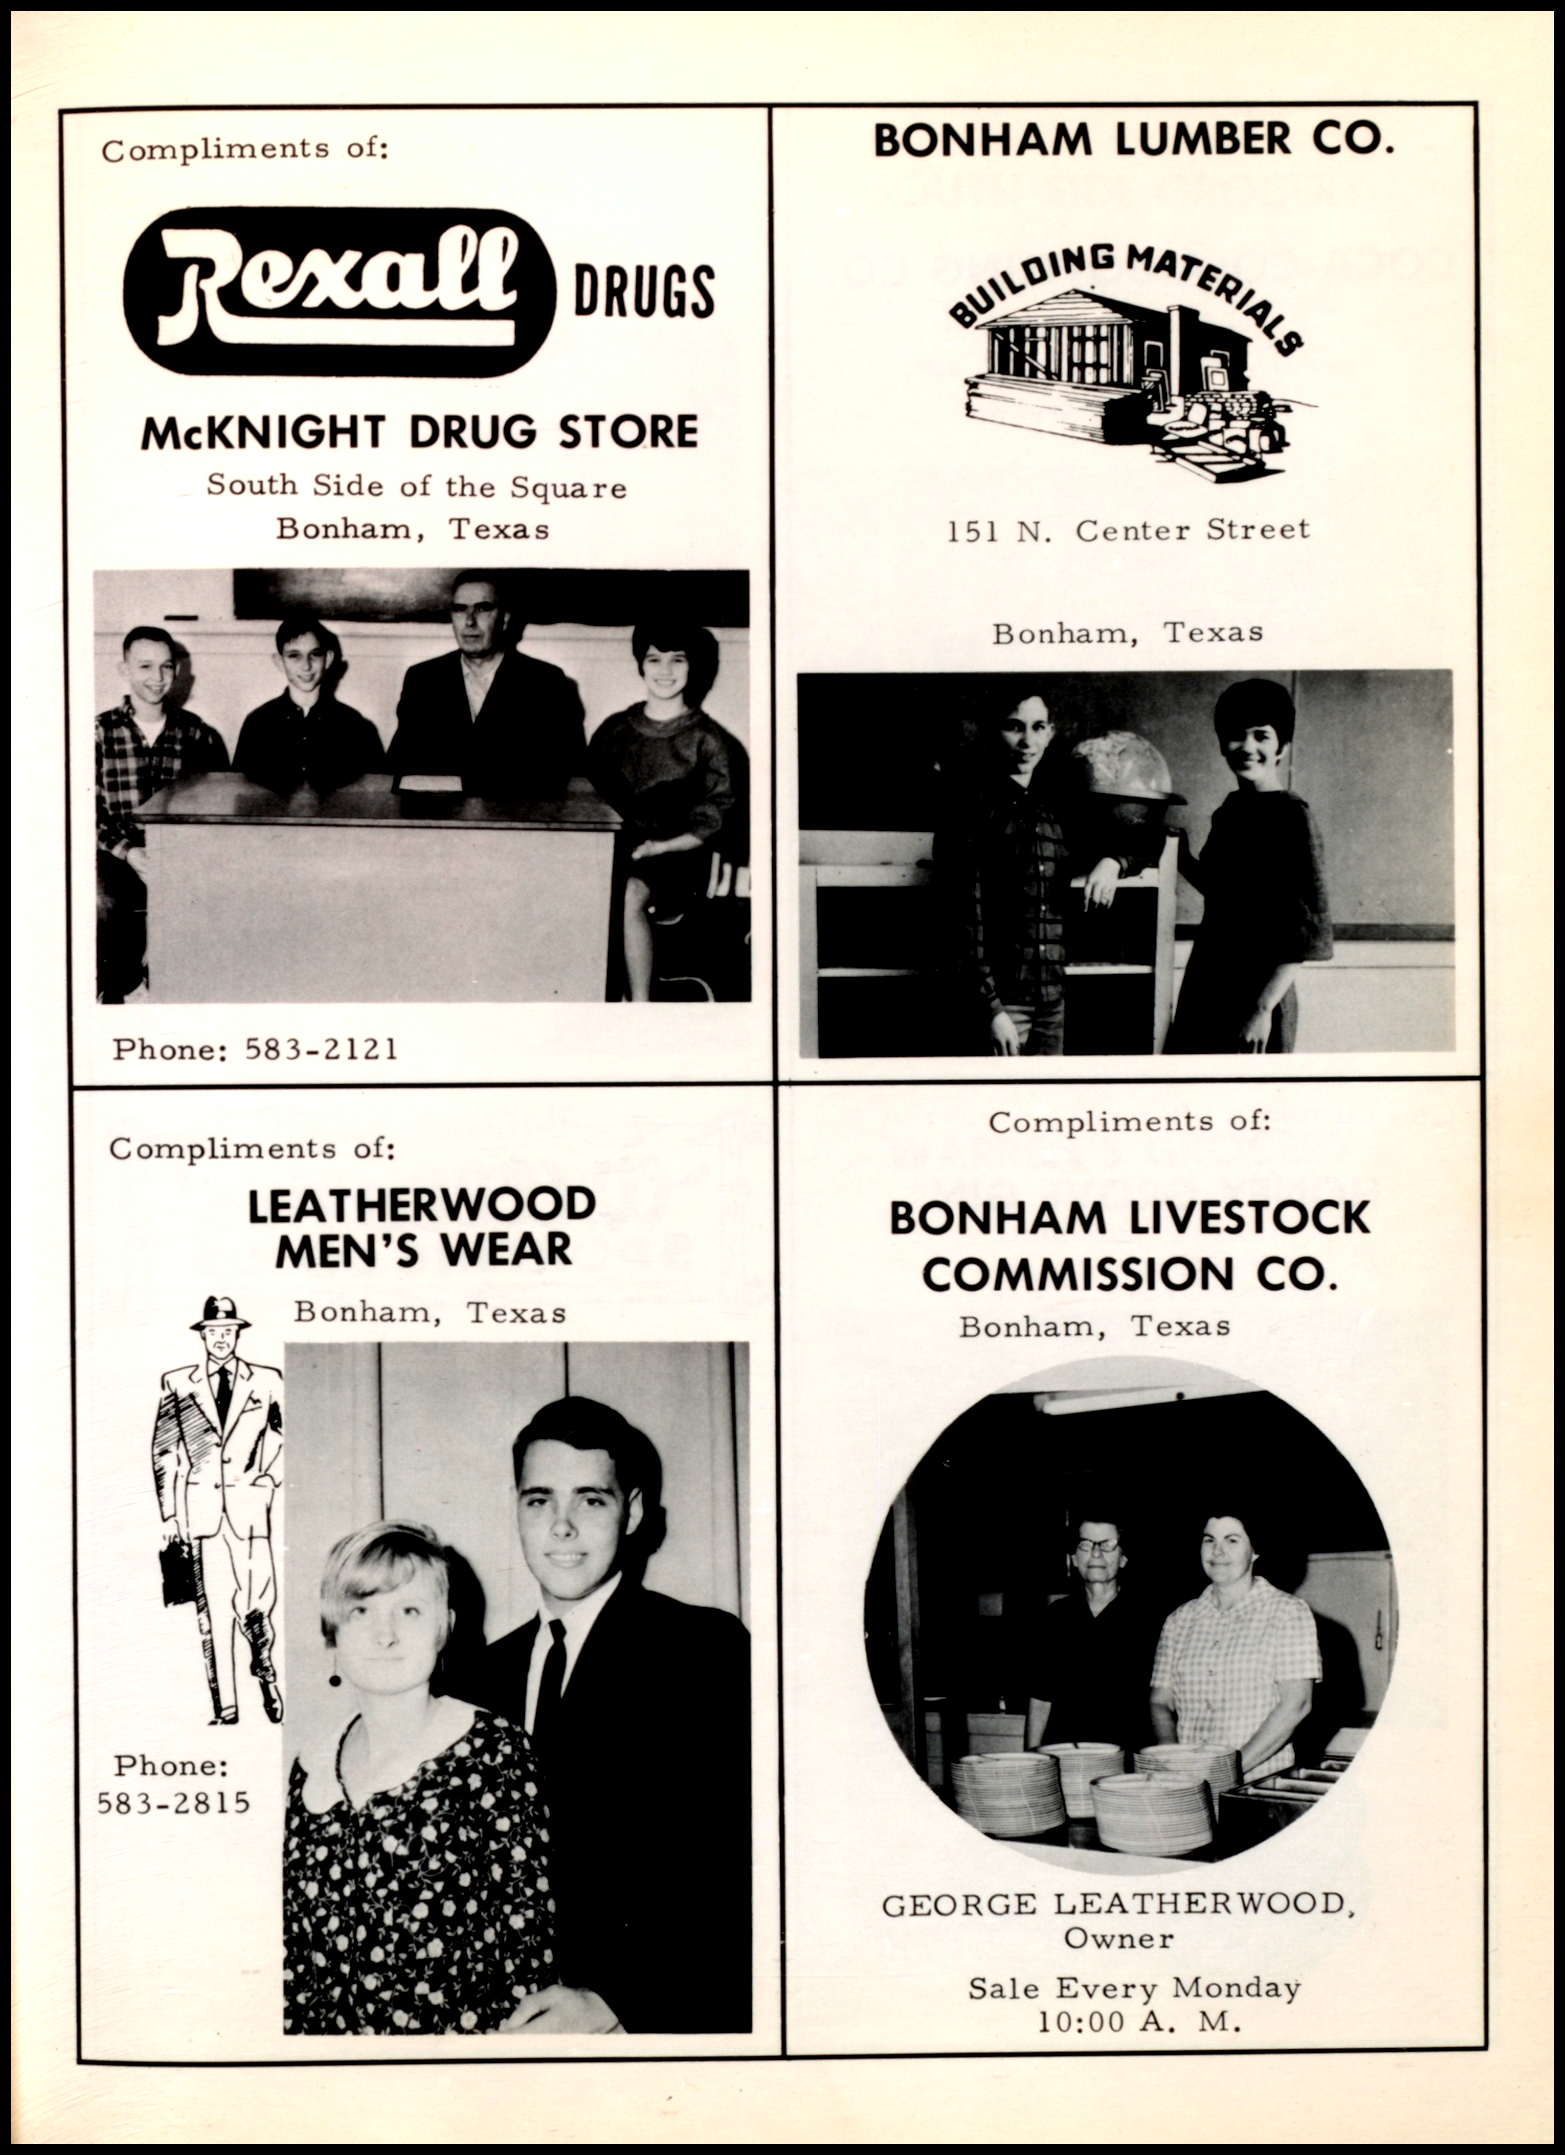 Compliments of:
Rexall DRUGS
McKNIGHT DRUG STORE
South Side of the Square
Bonham, Texas
Phone: 583-2121
BONHAM LUMBER CO.
BUILDING MATERIALS
151 N. Center Street
Bonham, Texas
Compliments of:
LEATHERWOOD
MEN'S WEAR
Bonham, Texas
Phone:
583-2815
Compliments of:
BONHAM LIVESTOCK
COMMISSION CO.
Bonham, Texas
GEORGE LEATHERWOOD,
Owner
Sale Every Monday
10:00 A. M.